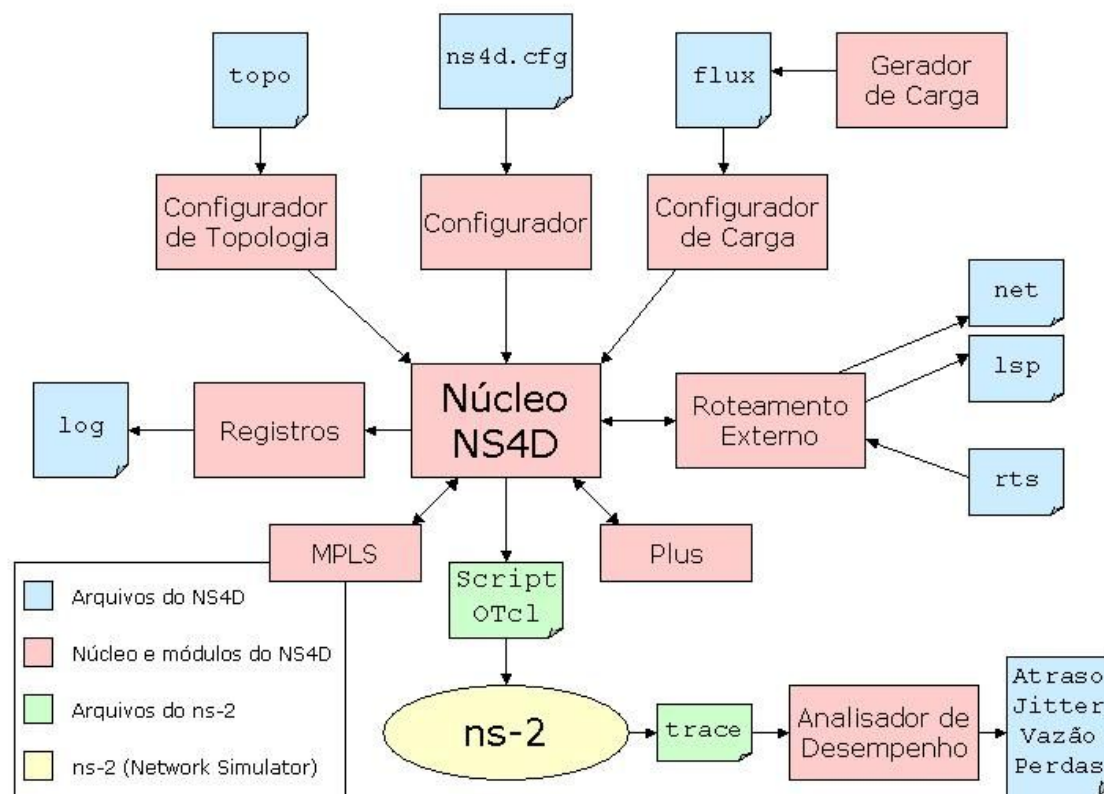 topo
ns4d.cfg
flux
Gerador
de Carga
Configurador
de Topologia
Configurador
Configurador
de Carga
net
lsp
rts
Núcleo
NS4D
Roteamento
Externo
Registros
log
MPLS
Plus
Script
OTcl
Arquivos do NS4D
Núcleo e módulos do NS4D
Arquivos do ns-2
ns-2 (Network Simulator)
ns-2
trace
Analisador de
Desempenho
Atraso
Jitter
Vazão
Perdas